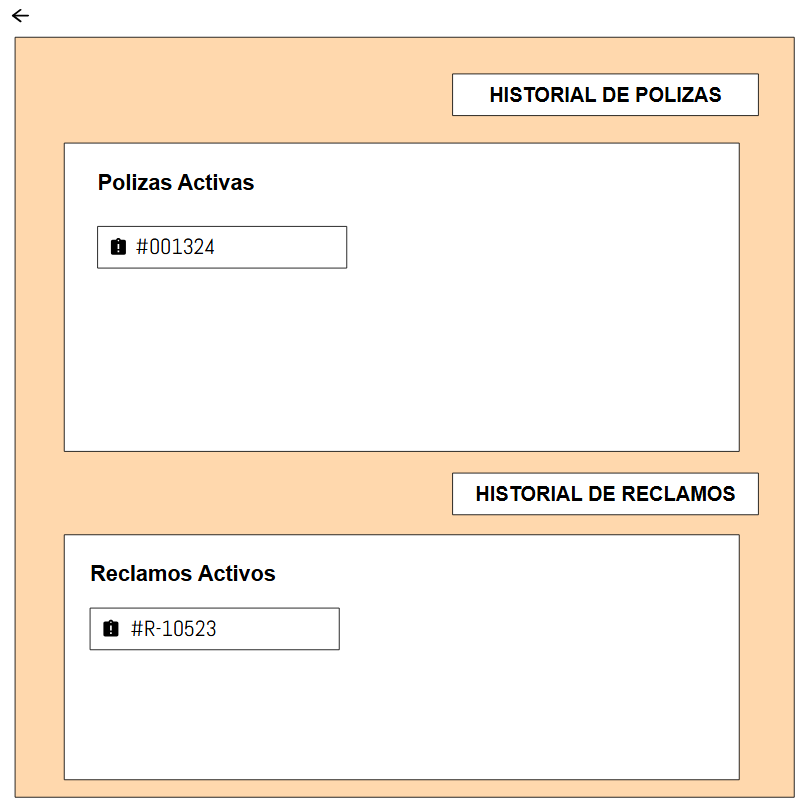 HISTORIAL DE POLIZAS
Polizas Activas
#001324
HISTORIAL DE RECLAMOS
Reclamos Activos
#R-10523